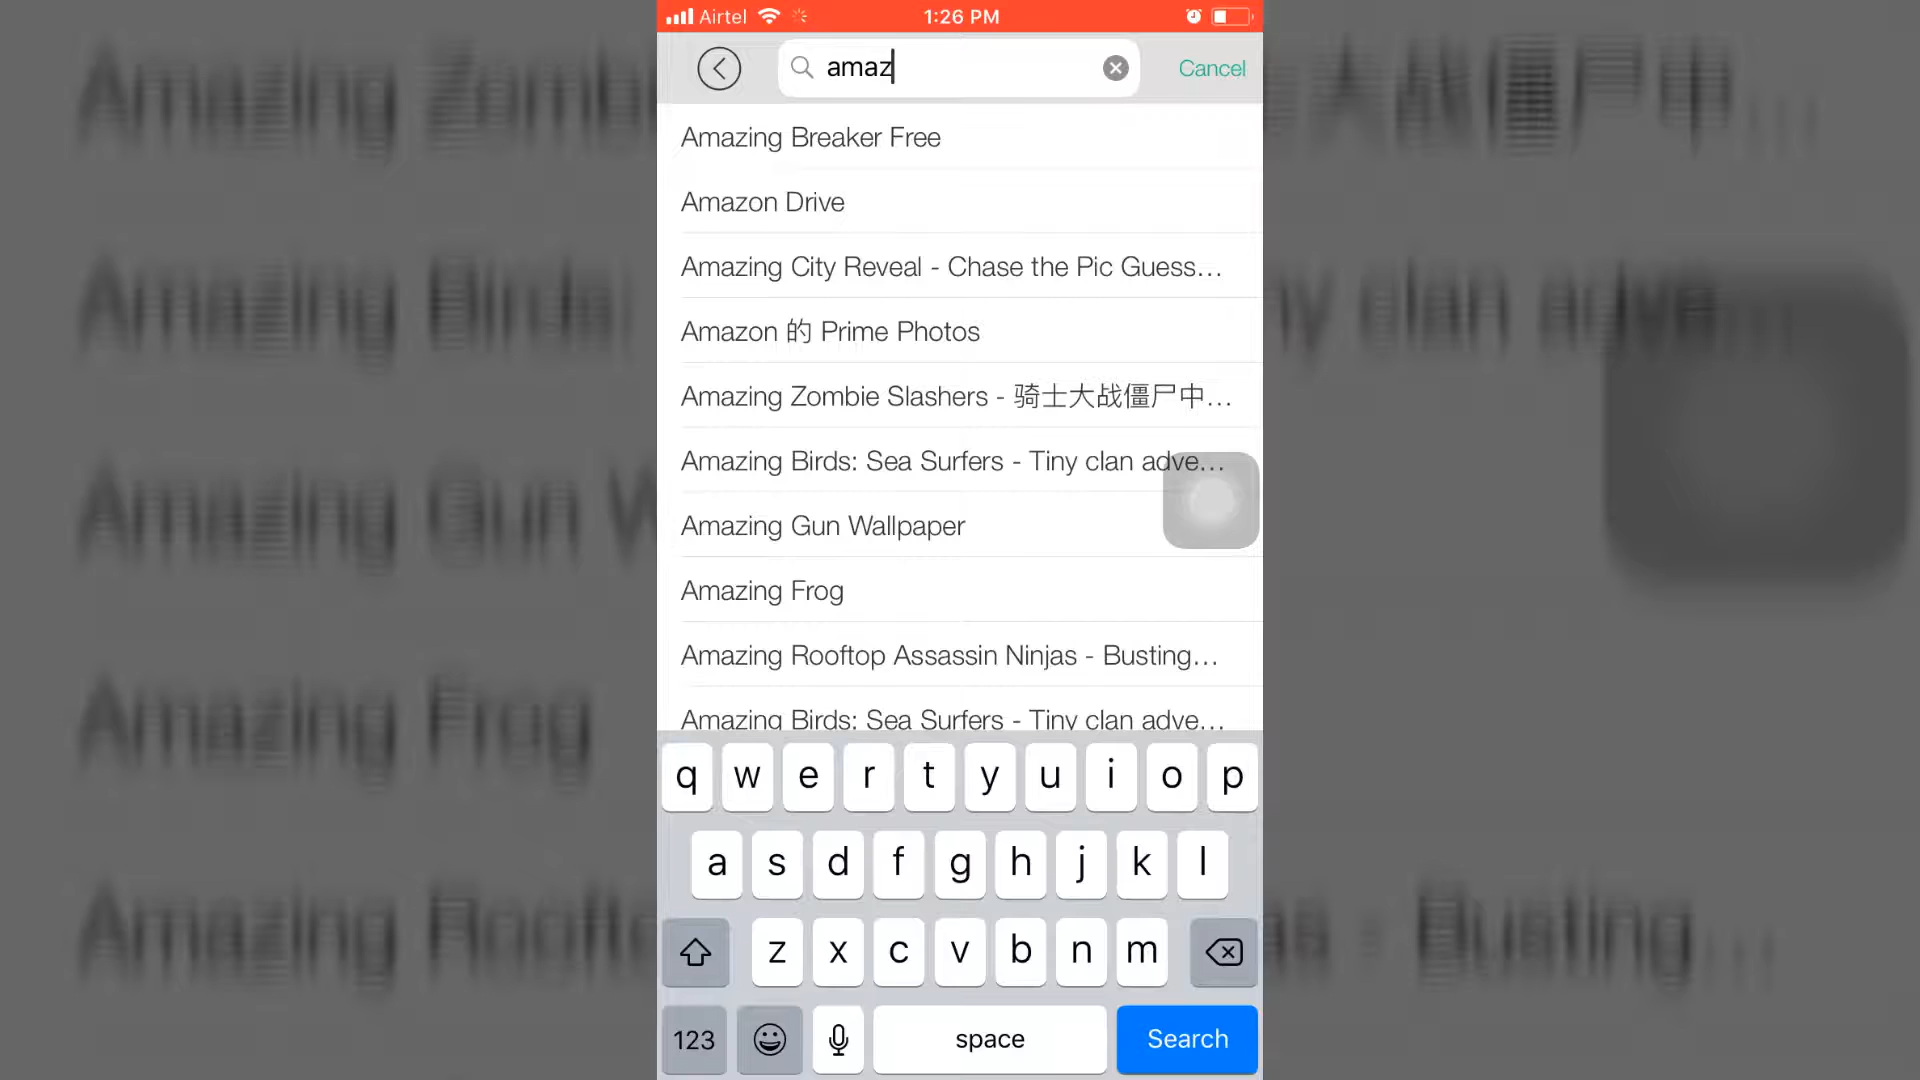 Airtel 1:26 PM
amaz Cancel
Amazing Breaker Free
Amazon Drive
Amazing City Reveal - Chase the Pic Guess...
Amazon 的 Prime Photos
Amazing Zombie Slashers - 骑士大战僵尸中...
Amazing Birds: Sea Surfers - Tiny clan adve...
Amazing Gun Wallpaper
Amazing Frog
Amazing Rooftop Assassin Ninjas - Busting...
Amazing Birds: Sea Surfers - Tiny clan adve...
q w e r t y u i o p
a s d f g h j k l
z x c v b n m
123 space Search